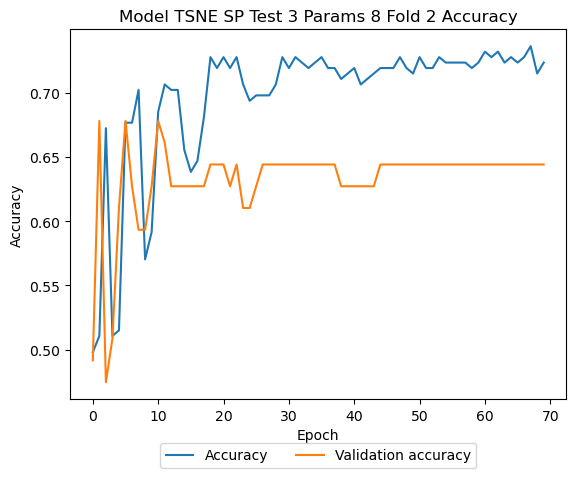 Model TSNE SP Test 3 Params 8 Fold 2 Accuracy
Accuracy
0.70
0.65
0.60
0.55
0.50
0 10 20 30 40 50 60 70
Epoch
Accuracy Validation accuracy